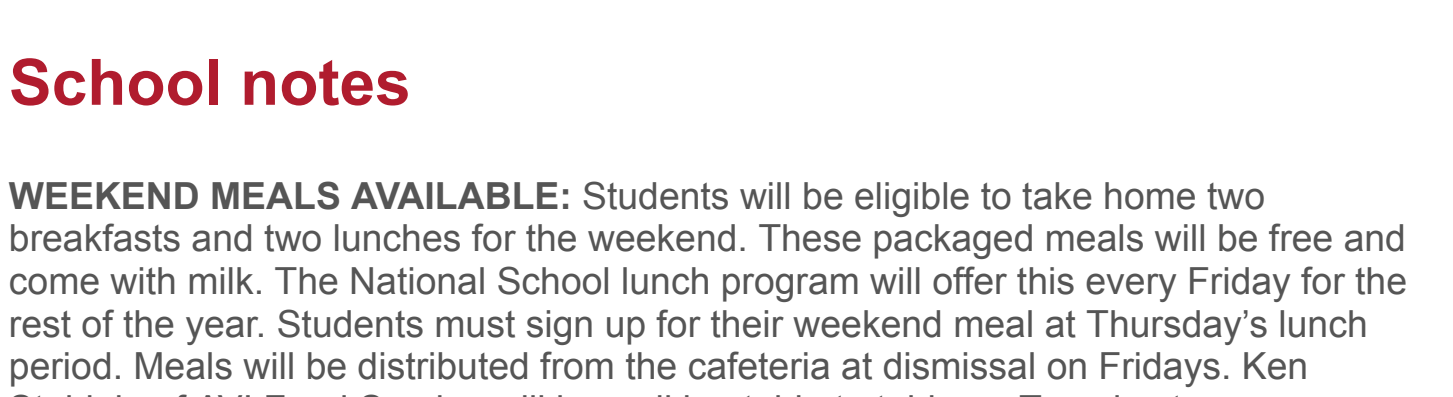 School notes
WEEKEND MEALS AVAILABLE: Students will be eligible to take home two
breakfasts and two lunches for the weekend. These packaged meals will be free and
come with milk. The National School lunch program will offer this every Friday for the
rest of the year. Students must sign up for their weekend meal at Thursday’s lunch
period. Meals will be distributed from the cafeteria at dismissal on Fridays. Ken